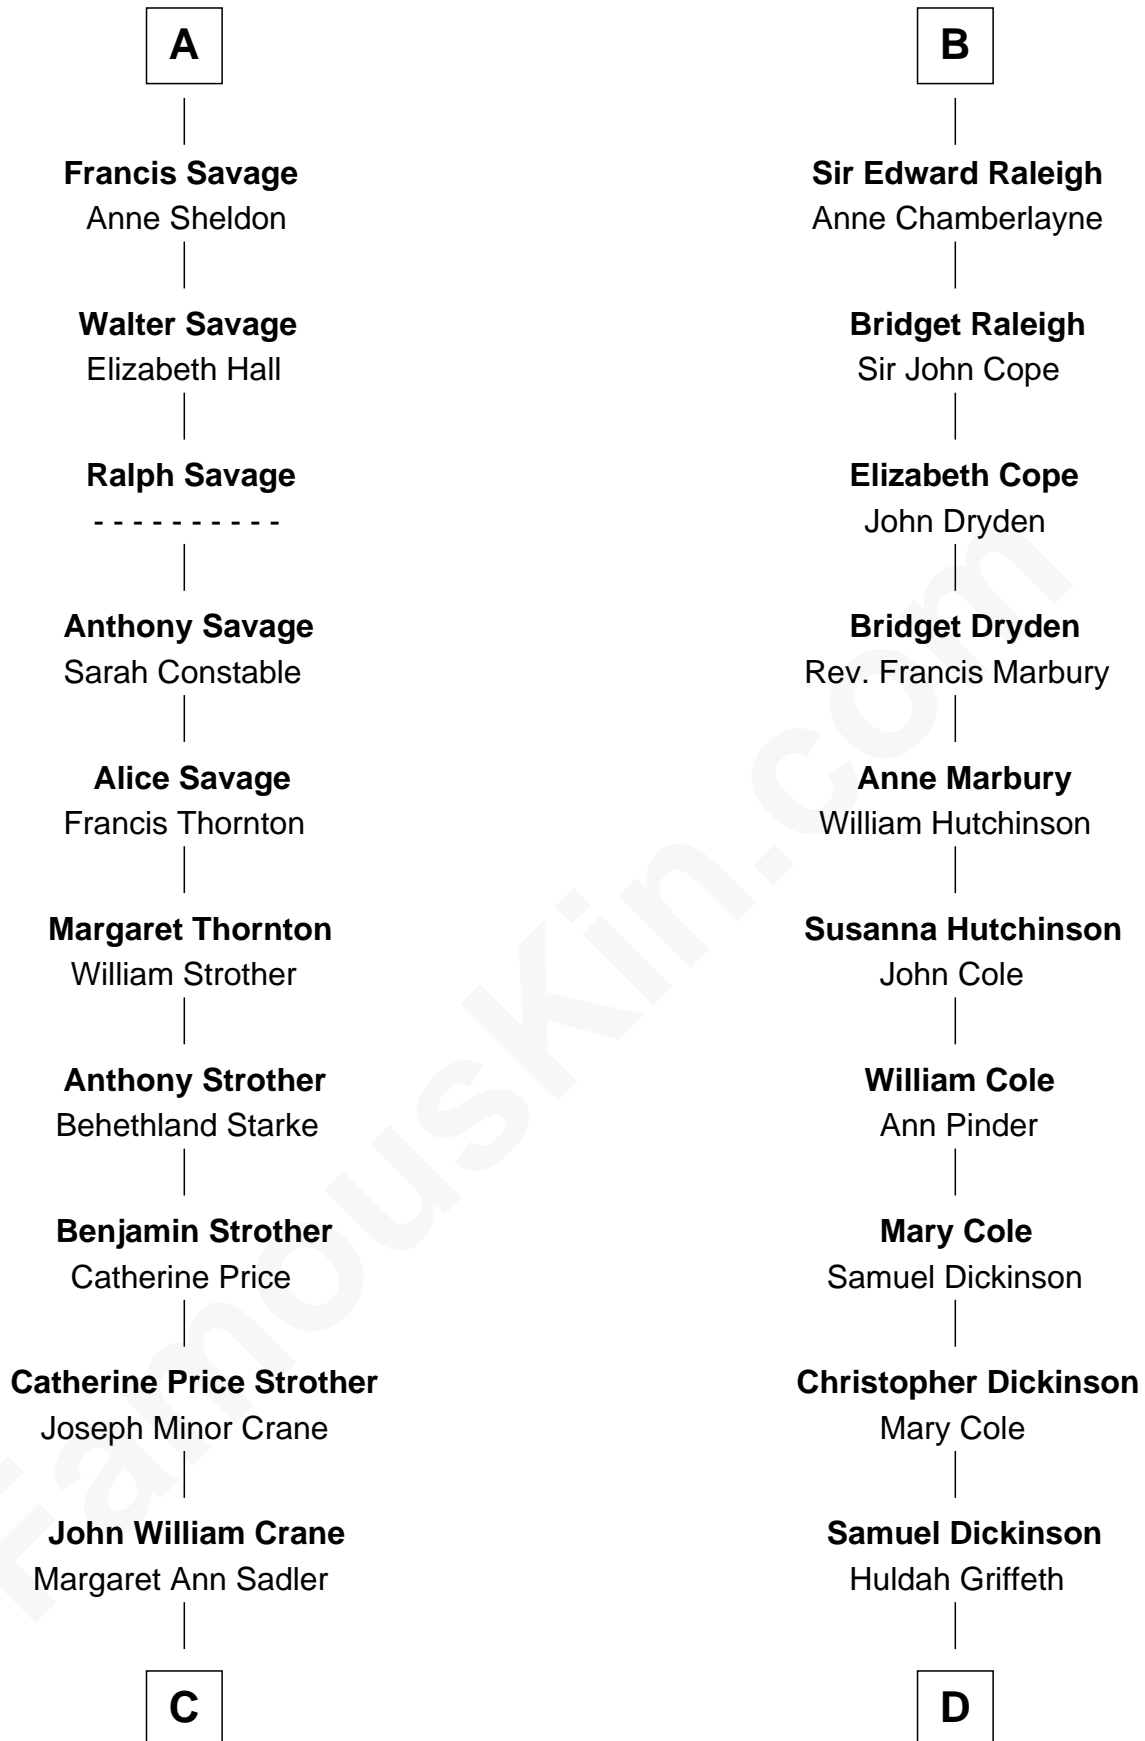 A
Francis Savage
Anne Sheldon
Walter Savage
Elizabeth Hall
Ralph Savage
- - - - - - - - - -
Anthony Savage
Sarah Constable
Alice Savage
Francis Thornton
Margaret Thornton
William Strother
Anthony Strother
Behethland Starke
Benjamin Strother
Catherine Price
Catherine Price Strother
Joseph Minor Crane
John William Crane
Margaret Ann Sadler
C
B
Sir Edward Raleigh
Anne Chamberlayne
Bridget Raleigh
Sir John Cope
Elizabeth Cope
John Dryden
Bridget Dryden
Rev. Francis Marbury
Anne Marbury
William Hutchinson
Susanna Hutchinson
John Cole
William Cole
Ann Pinder
Mary Cole
Samuel Dickinson
Christopher Dickinson
Mary Cole
Samuel Dickinson
Huldah Griffeth
D
FamousKin.com